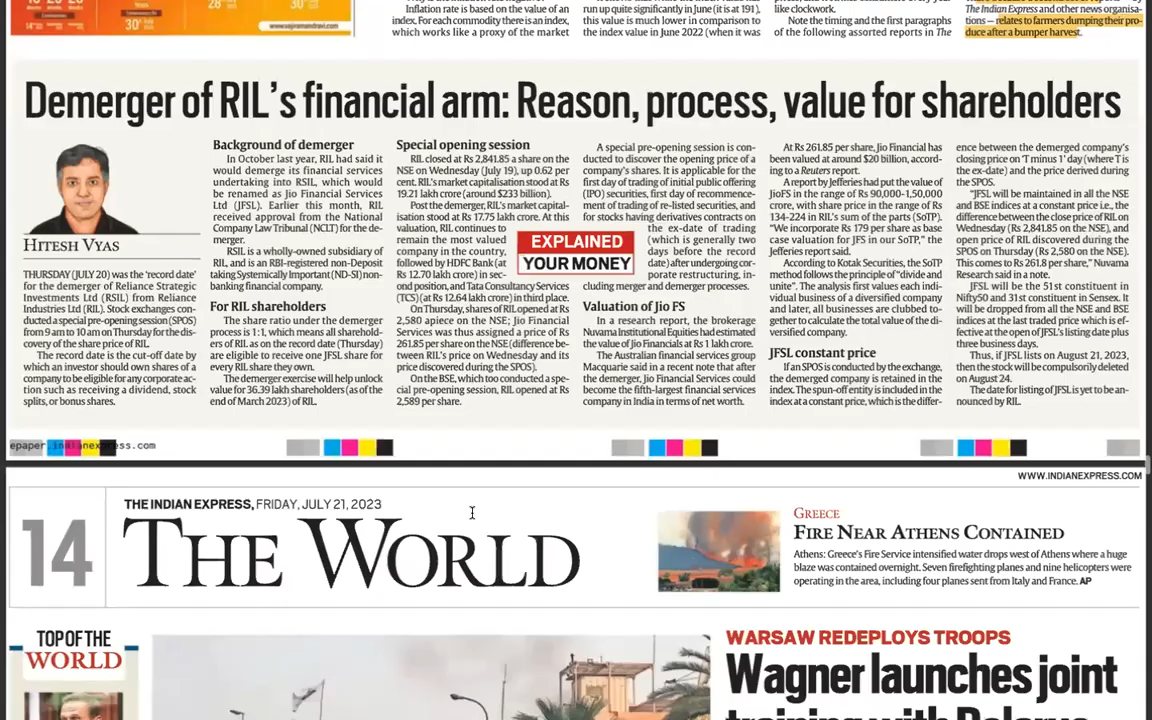 www.vajiramandravi.com
Inflation is based on the value of an
index. For each commodity there is an index,
which works like a proxy of the market
run up quite significantly in June (it is at 191),
this value is much lower in comparison to
the index value in June 2022 (when it was
like clockwork.
Note the timing and the first paragraphs
of the following assorted reports in The
The Indian Express and other news organisa-
tions — relates to farmers dumping their pro-
duce after a bumper harvest.
Demerger of RIL's financial arm: Reason, process, value for shareholders
HITESH VYAS
THURSDAY (JULY 20) was the 'record date'
for the demerger of Reliance Strategic
Investments Ltd (RSIL) from Reliance
Industries Ltd (RIL). Stock exchanges con-
ducted a special pre-opening session (SPOS)
from 9 am to 10 am on Thursday for the dis-
covery of the share price of RIL.
The record date is the cut-off date by
which an investor should own shares of a
company to be eligible for any corporate ac-
tion such as receiving a dividend, stock
splits, or bonus shares.
Background of demerger
In October last year, RIL had said it
would demerge its financial services
undertaking into RSIL, which would
be renamed as Jio Financial Services
Ltd (JFSL). Earlier this month, RIL
received approval from the National
Company Law Tribunal (NCLT) for the de-
merger.
RSIL is a wholly-owned subsidiary of
RIL, and is an RBI-registered non-Deposit
taking Systemically Important (ND-SI) non-
banking financial company.
For RIL shareholders
The share ratio under the demerger
process is 1:1, which means all sharehold-
ers of RIL as on the record date (Thursday)
are eligible to receive one JFSL share for
every RIL share they own.
The demerger exercise will help unlock
value for 36.39 lakh shareholders (as of the
end of March 2023) of RIL.
Special opening session
RIL closed at Rs 2,841.85 a share on the
NSE on Wednesday (July 19), up 0.62 per
cent. RIL's market capitalisation stood at Rs
19.21 lakh crore (around $233 billion).
Post the demerger, RIL's market capital-
isation stood at Rs 17.75 lakh crore. At this
valuation, RIL continues to
remain the most valued
company in the country,
followed by HDFC Bank (at
Rs 12.70 lakh crore) in sec-
ond position, and Tata Consultancy Services
(TCS) (at Rs 12.64 lakh crore) in third place.
On Thursday, shares of RIL opened at Rs
2,580 apiece on the NSE; Jio Financial
Services was thus assigned a price of Rs
261.85 per share on the NSE (difference be-
tween RIL's price on Wednesday and its
price discovered during the SPOS).
On the BSE, which too conducted a spe-
cial pre-opening session, RIL opened at Rs
2,589 per share.
EXPLAINED
YOUR MONEY
A special pre-opening session is con-
ducted to discover the opening price of a
company's shares. It is applicable for the
first day of trading of initial public offering
(IPO) securities, first day of recommence-
ment of trading of re-listed securities, and
for stocks having derivatives contracts on
the ex-date of trading
(which is generally two
days before the record
date) after undergoing cor-
porate restructuring, in-
cluding merger and demerger processes.
Valuation of Jio FS
In a research report, the brokerage
Nuvama Institutional Equities had estimated
the value of Jio Financials at Rs 1 lakh crore.
The Australian financial services group
Macquarie said in a recent note that after
the demerger, Jio Financial Services could
become the fifth-largest financial services
company in India in terms of net worth.
At Rs 261.85 per share, Jio Financial has
been valued at around $20 billion, accord-
ing to a Reuters report.
A report by Jefferies had put the value of
JioFS in the range of Rs 90,000-1,50,000
crore, with share price in the range of Rs
134-224 in RIL's sum of the parts (SoTP).
“We incorporate Rs 179 per share as base
case valuation for JFS in our SoTP,” the
Jefferies report said.
According to Kotak Securities, the SoTP
method follows the principle of “divide and
unite”. The analysis first values each indi-
vidual business of a diversified company
and later, all businesses are clubbed to-
gether to calculate the total value of the di-
versified company.
JFSL constant price
If an SPOS is conducted by the exchange,
the demerged company is retained in the
index. The spun-off entity is included in the
index at a constant price, which is the differ-
ence between the demerged company's
closing price on 'T minus 1' day (where T is
the ex-date) and the price derived during
the SPOS.
“JFSL will be maintained in all the NSE
and BSE indices at a constant price i.e., the
difference between the close price of RIL on
Wednesday (Rs 2,841.85 on the NSE), and
open price of RIL discovered during the
SPOS on Thursday (Rs 2,580 on the NSE).
This comes to Rs 261.8 per share,” Nuvama
Research said in a note.
JFSL will be the 51st constituent in
Nifty50 and 31st constituent in Sensex. It
will be dropped from all the NSE and BSE
indices at the last traded price which is ef-
fective at the open of JFSL's listing date plus
three business days.
Thus, if JFSL lists on August 21, 2023,
then the stock will be compulsorily delisted
on August 24.
The date for listing of JFSL is yet to be an-
nounced by RIL.
epaper.indianexpress.com
WWW.INDIANEXPRESS.COM
14
THE INDIAN EXPRESS, FRIDAY, JULY 21, 2023
THE WORLD
GREECE
FIRE NEAR ATHENS CONTAINED
Athens: Greece's Fire Service intensified water drops west of Athens where a huge
blaze was contained overnight. Seven firefighting planes and nine helicopters were
operating in the area, including four planes sent from Italy and France. AP
TOP OF THE
WORLD
WARSAW REDEPLOYS TROOPS
Wagner launches joint
training with Belarus